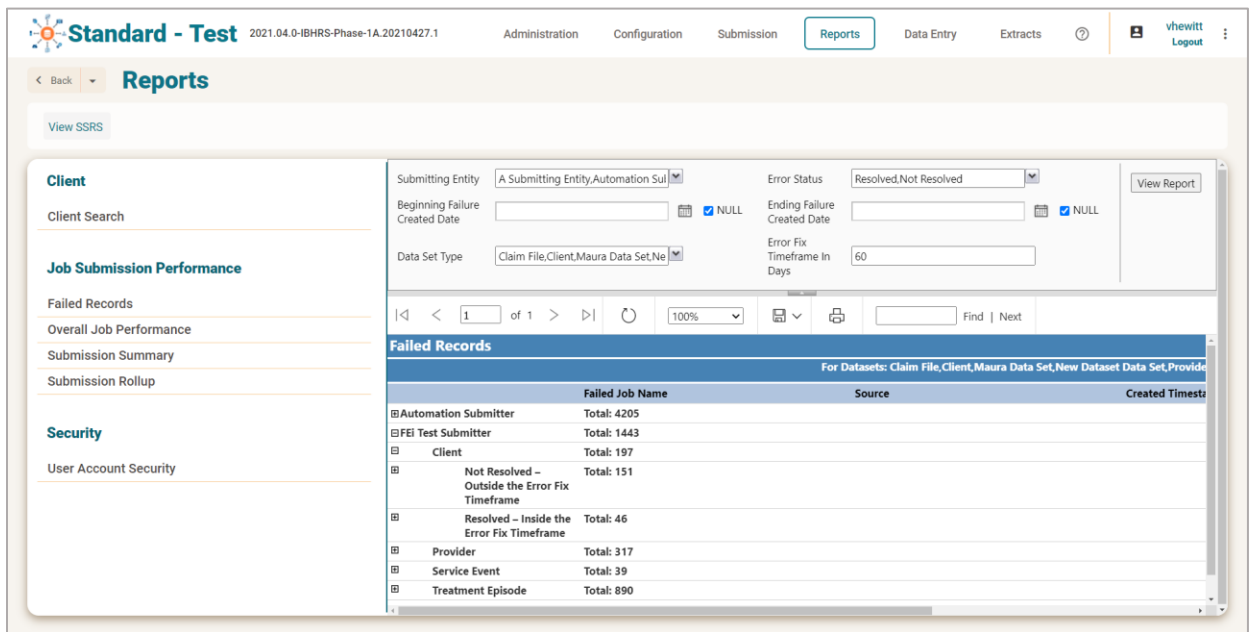 Standard - Test 2021.04.0-IBHRS-Phase-1A.20210427.1 Administration Configuration Submission Reports Data Entry Extracts vhewitt
Logout
Back Reports
View SSRS
Client
Client Search
Job Submission Performance
Failed Records
Overall Job Performance
Submission Summary
Submission Rollup
Security
User Account Security
Submitting Entity A Submitting Entity,Automation Sul Error Status Resolved,Not Resolved View Report
Beginning Failure
Created Date NULL
Ending Failure
Created Date NULL
Data Set Type Claim File,Client,Maura Data Set,Ne
Error Fix
Timeframe In
Days
60
1 of 1 100% Find | Next
Failed Records
For Datasets: Claim File,Client,Maura Data Set,New Dataset Data Set,Provide
Failed Job Name Source Created Timesta
Automation Submitter Total: 4205
FEi Test Submitter Total: 1443
Client Total: 197
Not Resolved – Total: 151
Outside the Error Fix
Timeframe
Resolved – Inside the Total: 46
Error Fix Timeframe
Provider Total: 317
Service Event Total: 39
Treatment Episode Total: 890